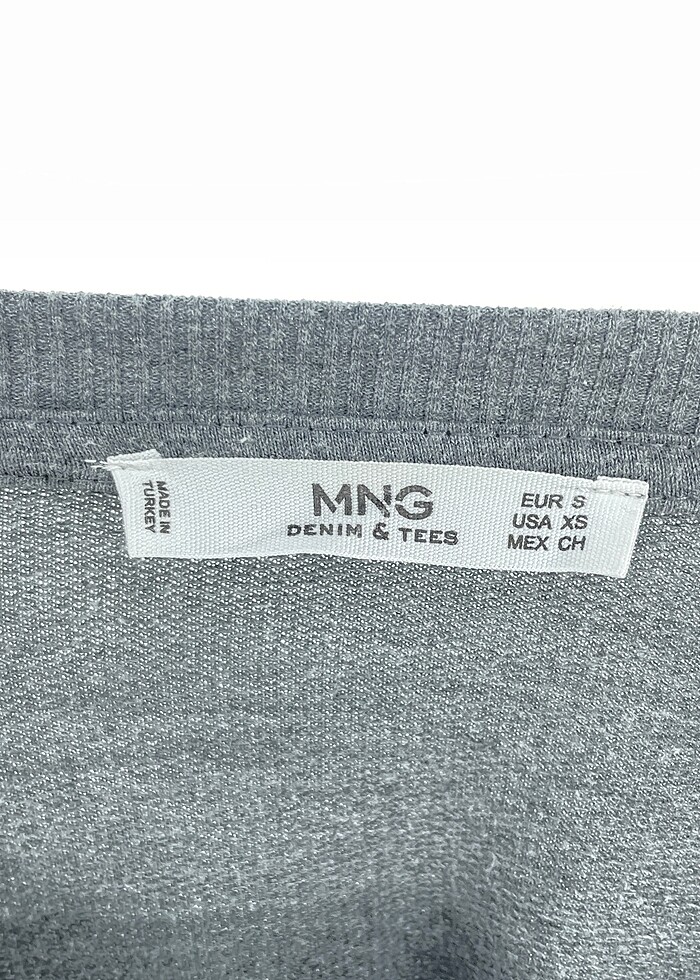 MADE IN
TURKEY
MNG
DENIM & TEES
EUR S
USA XS
MEX CH